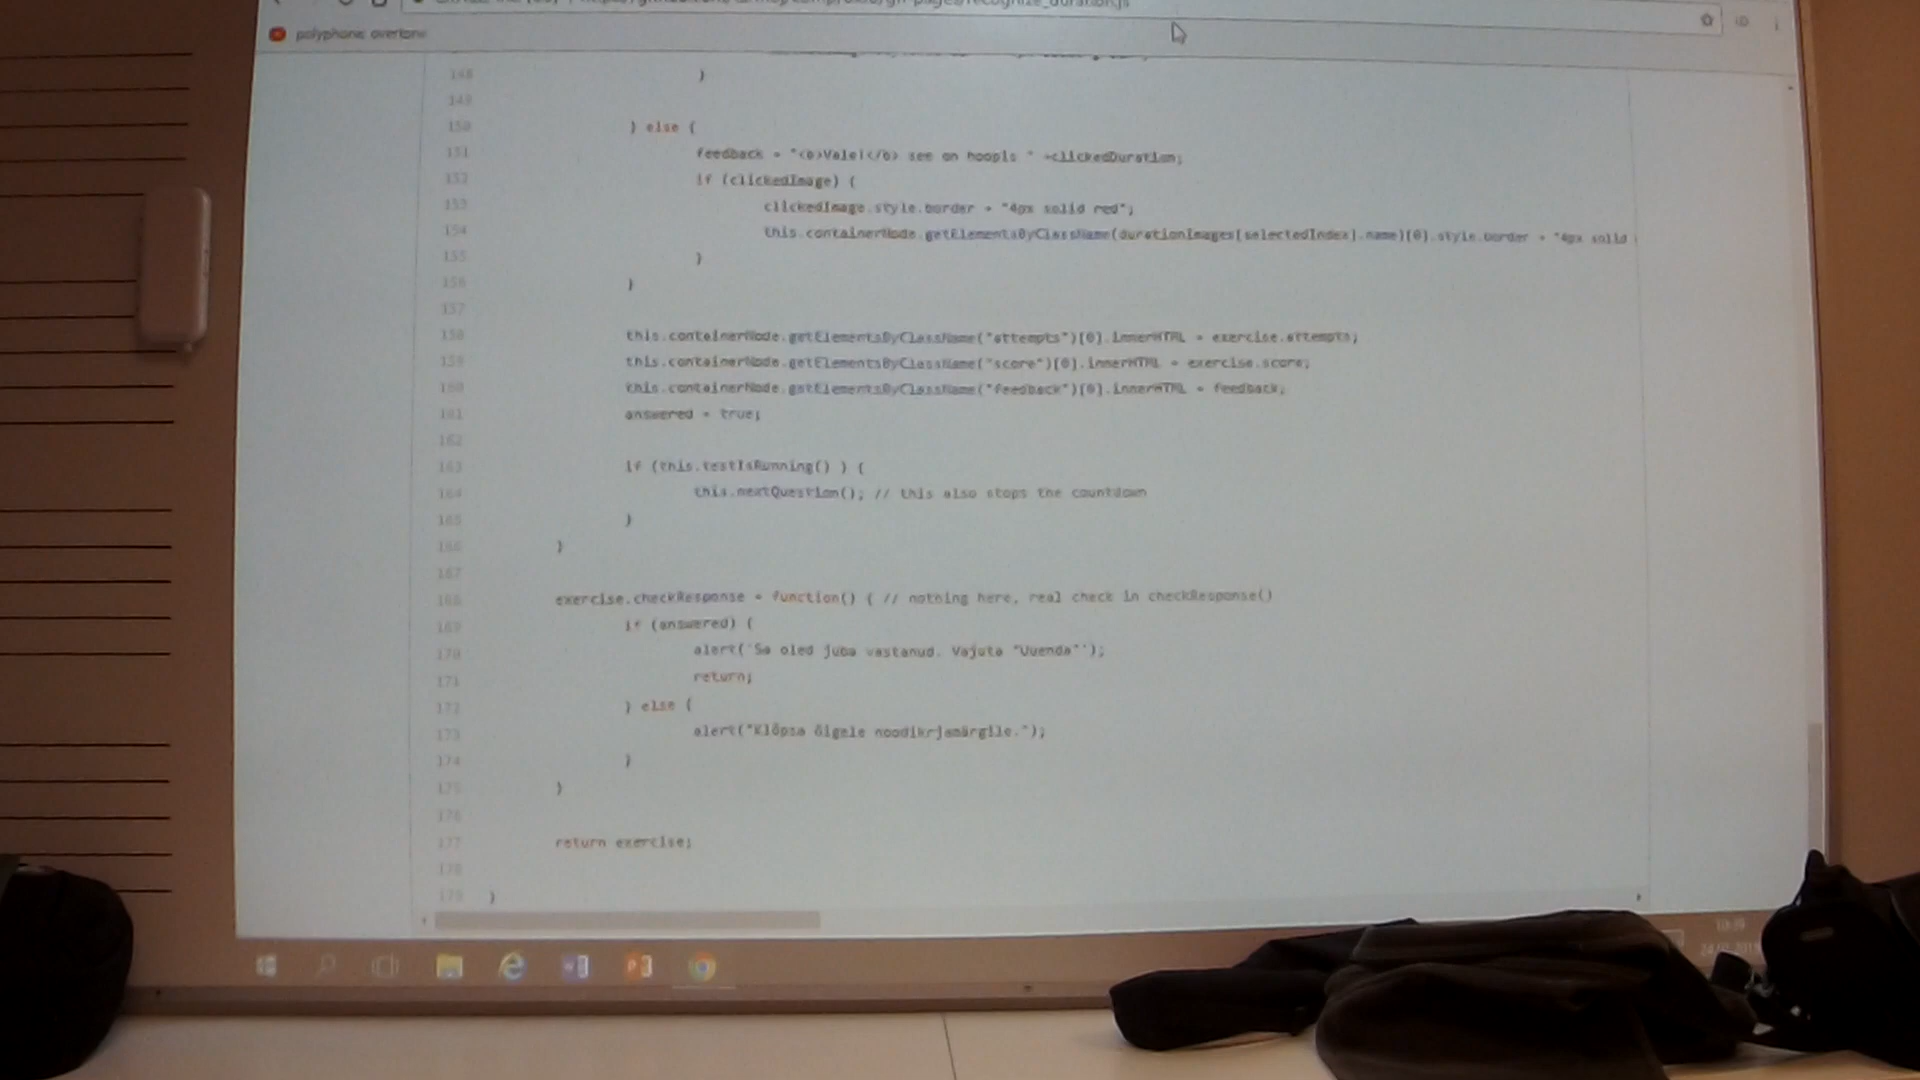 polyphone overtone
148 }
149
150 } else {
151 feedback = "<b>Vale!</b> see on hoopis " +clickedDuration;
152 if (clickedImage) {
153 clickedImage.style.border = "4px solid red";
154 this.containerNode.getElementsByClassName(durationImages[selectedIndex].name)[0].style.border = "4px solid
155 }
156 }
157
158 this.containerNode.getElementsByClassName("attempts")[0].innerHTML = exercise.attempts;
159 this.containerNode.getElementsByClassName("score")[0].innerHTML = exercise.score;
160 this.containerNode.getElementsByClassName("feedback")[0].innerHTML = feedback;
161 answered = true;
162
163 if (this.testIsRunning() ) {
164 this.nextQuestion(); // this also stops the countdown
165 }
166 }
167
168 exercise.checkResponse = function() { // nothing here, real check in checkResponse()
169 if (answered) {
170 alert('Sa oled juba vastanud. Vajuta "Uuenda"');
171 return;
172 } else {
173 alert("Klõpsa õigele noodikrjamärgile.");
174 }
175 }
176
177 return exercise;
178
179 }